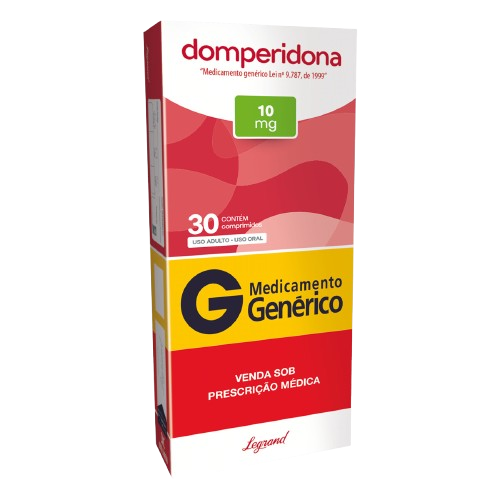 domperidona
"Medicamento genérico Lei nº 9.787, de 1999"
10
mg
30 CONTÉM
comprimidos
USO ADULTO - USO ORAL
G Medicamento
Genérico
VENDA SOB
PRESCRIÇÃO MÉDICA
Legrand